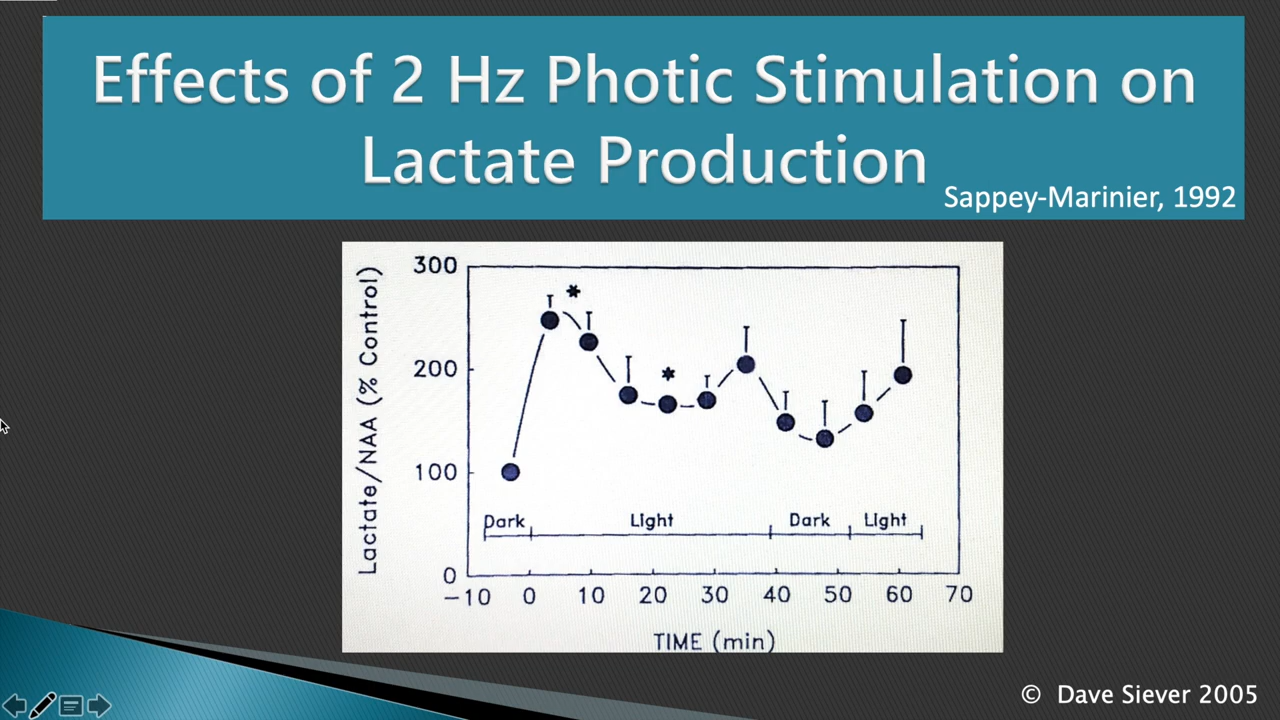 Effects of 2 Hz Photic Stimulation on
Lactate Production
Sappey-Marinier, 1992
Lactate/NAA (% Control)
300
200
100
0
*
*
Dark
Light
Dark
Light
−10 0 10 20 30 40 50 60 70
TIME (min)
© Dave Siever 2005